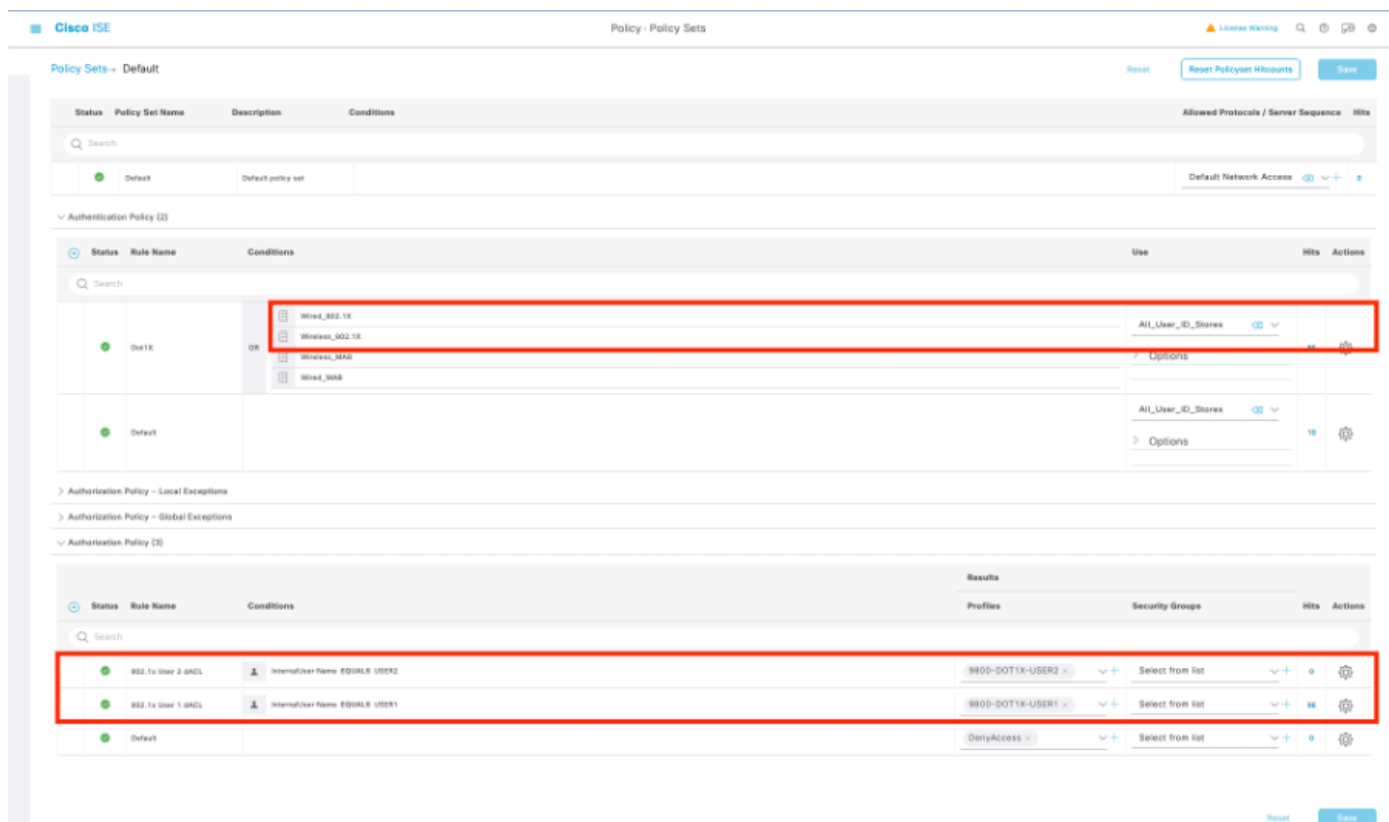 Cisco ISE Policy - Policy Sets License Warning
Policy Sets→ Default Reset Reset Policyset Hitcounts Save
Status Policy Set Name Description Conditions Allowed Protocols / Server Sequence Hits
Search
Default Default policy set Default Network Access 0
Authentication Policy (2)
Status Rule Name Conditions Use Hits Actions
Search
Wired_802.1X
All_User_ID_Stores
Wireless_802.1X
Dot1X OR
Wireless_MAB Options
Wired_MAB
All_User_ID_Stores
Default 10
Options
Authorization Policy - Local Exceptions
Authorization Policy - Global Exceptions
Authorization Policy (3)
Results
Status Rule Name Conditions Profiles Security Groups Hits Actions
Search
802.1x User 2 dACL InternalUser·Name EQUALS USER2 9800-DOT1X-USER2 Select from list 0
802.1x User 1 dACL InternalUser·Name EQUALS USER1 9800-DOT1X-USER1 Select from list
Default DenyAccess Select from list 0
Reset Save